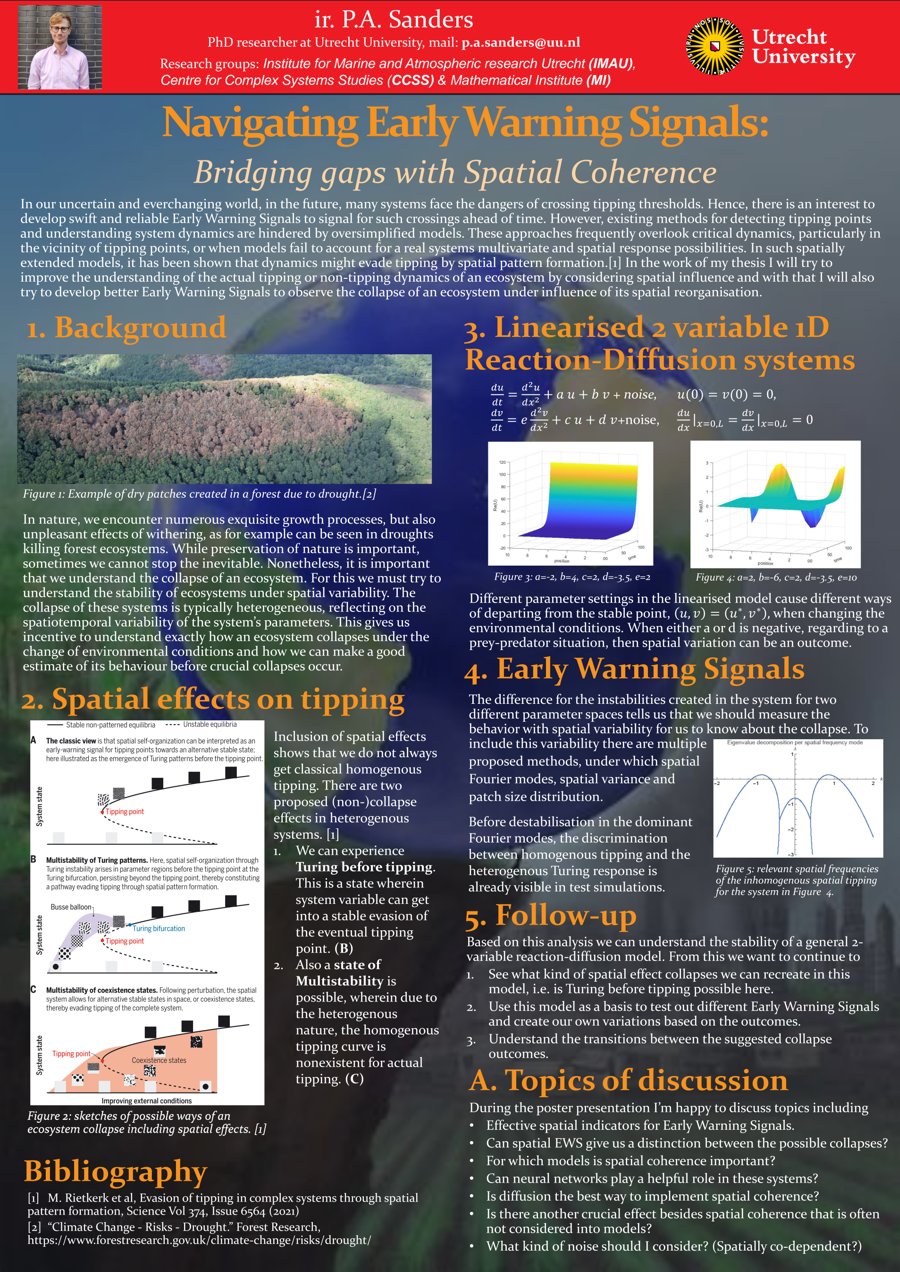 ir. P.A. Sanders
PhD researcher at Utrecht University, mail: p.a.sanders@uu.nl
Research groups: Institute for Marine and Atmospheric research Utrecht (IMAU),
Centre for Complex Systems Studies (CCSS) & Mathematical Institute (MI)
Utrecht
University
Navigating Early Warning Signals:
Bridging gaps with Spatial Coherence
In our uncertain and everchanging world, in the future, many systems face the dangers of crossing tipping thresholds. Hence, there is an interest to
develop swift and reliable Early Warning Signals to signal for such crossings ahead of time. However, existing methods for detecting tipping points
and understanding system dynamics are hindered by oversimplified models. These approaches frequently overlook critical dynamics, particularly in
the vicinity of tipping points, or when models fail to account for a real systems multivariate and spatial response possibilities. In such spatially
extended models, it has been shown that dynamics might evade tipping by spatial pattern formation.[1] In the work of my thesis I will try to
improve the understanding of the actual tipping or non-tipping dynamics of an ecosystem by considering spatial influence and with that I will also
try to develop better Early Warning Signals to observe the collapse of an ecosystem under influence of its spatial reorganisation.
1. Background
Figure 1: Example of dry patches created in a forest due to drought.[2]
In nature, we encounter numerous exquisite growth processes, but also
unpleasant effects of withering, as for example can be seen in droughts
killing forest ecosystems. While preservation of nature is important,
sometimes we cannot stop the inevitable. Nonetheless, it is important
that we understand the collapse of an ecosystem. For this we must try to
understand the stability of ecosystems under spatial variability. The
collapse of these systems is typically heterogeneous, reflecting on the
spatiotemporal variability of the system's parameters. This gives us
incentive to understand exactly how an ecosystem collapses under the
change of environmental conditions and how we can make a good
estimate of its behaviour before crucial collapses occur.
2. Spatial effects on tipping
Stable non-patterned equilibria
Unstable equilibria
A The classic view is that spatial self-organization can be interpreted as an
early-warning signal for tipping points towards an alternative stable state;
here illustrated as the emergence of Turing patterns before the tipping point.
System state
Tipping point
B Multistability of Turing patterns. Here, spatial self-organization through
Turing instability arises in parameter regions before the tipping point at the
Turing bifurcation, persisting beyond the tipping point, thereby constituting
a pathway evading tipping through spatial pattern formation.
Busse balloon
System state
Turing bifurcation
Tipping point
C Multistability of coexistence states. Following perturbation, the spatial
system allows for alternative stable states in space, or coexistence states,
thereby evading tipping of the complete system.
System state
Tipping point
Coexistence states
Improving external conditions
Figure 2: sketches of possible ways of an
ecosystem collapse including spatial effects. [1]
Inclusion of spatial effects
shows that we do not always
get classical homogenous
tipping. There are two
proposed (non-)collapse
effects in heterogenous
systems. [1]
1. We can experience
Turing before tipping.
This is a state wherein
system variable can get
into a stable evasion of
the eventual tipping
point. (B)
2. Also a state of
Multistability is
possible, wherein due to
the heterogenous
nature, the homogenous
tipping curve is
nonexistent for actual
tipping. (C)
Bibliography
[1] M. Rietkerk et al, Evasion of tipping in complex systems through spatial
pattern formation, Science Vol 374, Issue 6564 (2021)
[2] "Climate Change - Risks - Drought." Forest Research,
https://www.forestresearch.gov.uk/climate-change/risks/drought/
3. Linearised 2 variable 1D
Reaction-Diffusion systems
du/dt = d²u/dx² + a u + b v + noise, u(0) = v(0) = 0,
dv/dt = e d²v/dx² + c u + d v+noise, du/dx |x=0,L = dv/dx |x=0,L = 0
Figure 3: a=-2, b=4, c=2, d=-3.5, e=2
Figure 4: a=2, b=-6, c=2, d=-3.5, e=10
Different parameter settings in the linearised model cause different ways
of departing from the stable point, (u, v) = (u*, v*), when changing the
environmental conditions. When either a or d is negative, regarding to a
prey-predator situation, then spatial variation can be an outcome.
4. Early Warning Signals
The difference for the instabilities created in the system for two
different parameter spaces tells us that we should measure the
behavior with spatial variability for us to know about the collapse. To
include this variability there are multiple
proposed methods, under which spatial
Fourier modes, spatial variance and
patch size distribution.
Before destabilisation in the dominant
Fourier modes, the discrimination
between homogenous tipping and the
heterogenous Turing response is
already visible in test simulations.
Eigenvalue decomposition per spatial frequency mode
Figure 5: relevant spatial frequencies
of the inhomogenous spatial tipping
for the system in Figure 4.
5. Follow-up
Based on this analysis we can understand the stability of a general 2-
variable reaction-diffusion model. From this we want to continue to
1. See what kind of spatial effect collapses we can recreate in this
model, i.e. is Turing before tipping possible here.
2. Use this model as a basis to test out different Early Warning Signals
and create our own variations based on the outcomes.
3. Understand the transitions between the suggested collapse
outcomes.
A. Topics of discussion
During the poster presentation I'm happy to discuss topics including
• Effective spatial indicators for Early Warning Signals.
• Can spatial EWS give us a distinction between the possible collapses?
• For which models is spatial coherence important?
• Can neural networks play a helpful role in these systems?
• Is diffusion the best way to implement spatial coherence?
• Is there another crucial effect besides spatial coherence that is often
not considered into models?
• What kind of noise should I consider? (Spatially co-dependent?)